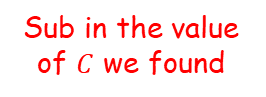 Sub in the value
of C we found